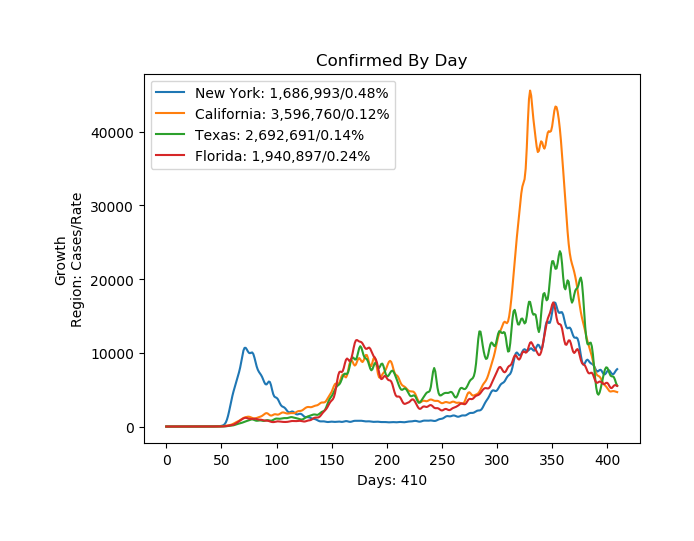 Confirmed By Day
New York: 1,686,993/0.48%
California: 3,596,760/0.12%
Texas: 2,692,691/0.14%
Florida: 1,940,897/0.24%
Growth
Region: Cases/Rate
40000
30000
20000
10000
0
0 50 100 150 200 250 300 350 400
Days: 410